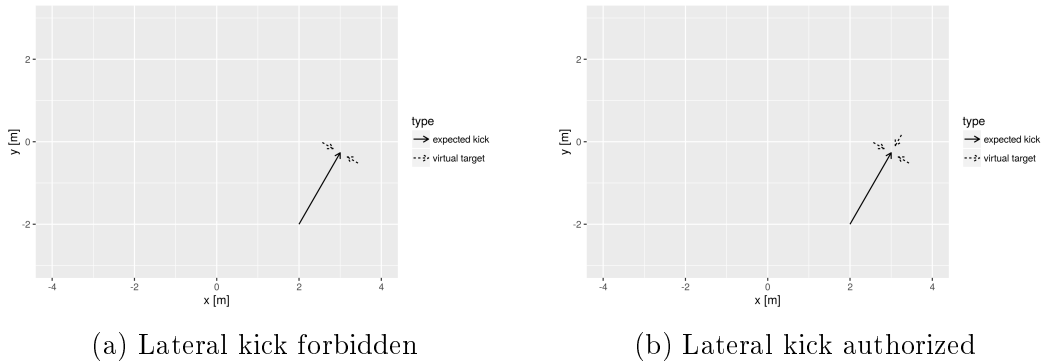 2
0
-2
y [m]
-4
-2
0
2
4
x [m]
type
expected kick
virtual target
(a) Lateral kick forbidden
2
0
-2
y [m]
-4
-2
0
2
4
x [m]
type
expected kick
virtual target
(b) Lateral kick authorized